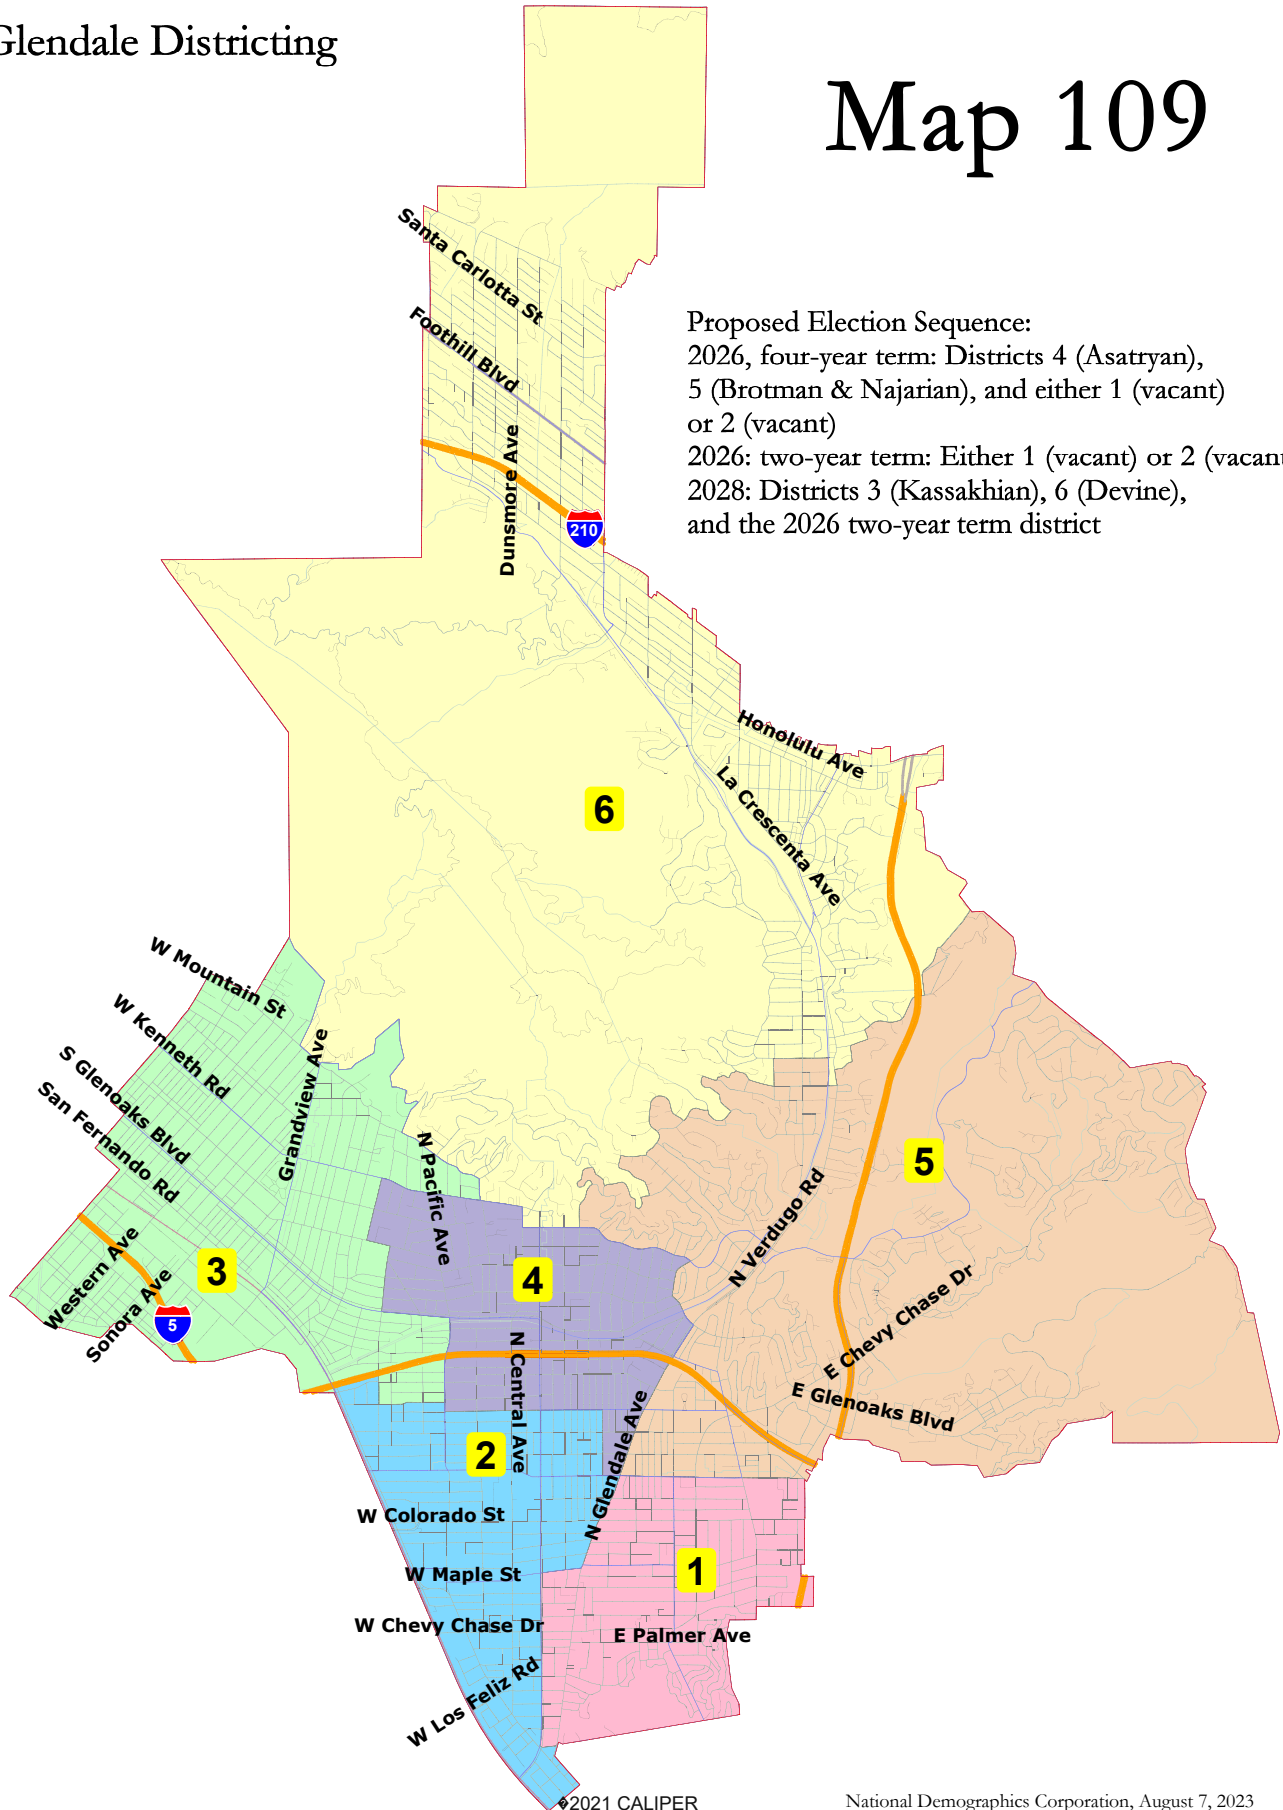 Glendale Districting
Map 109
Proposed Election Sequence:
2026, four-year term: Districts 4 (Asatryan),
5 (Brotman & Najarian), and either 1 (vacant)
or 2 (vacant)
2026: two-year term: Either 1 (vacant) or 2 (vacant
2028: Districts 3 (Kassakhian), 6 (Devine),
and the 2026 two-year term district
Santa Carlotta St
Foothill Blvd
Dunsmore Ave
210
Honolulu Ave
La Crescenta Ave
6
W Mountain St
W Kenneth Rd
S Glenoaks Blvd
San Fernando Rd
Grandview Ave
N Pacific Ave
5
N Verdugo Rd
Western Ave
Sonora Ave
3
5
4
E Chevy Chase Dr
E Glenoaks Blvd
N Central Ave
N Glendale Ave
2
W Colorado St
W Maple St
1
W Chevy Chase Dr
E Palmer Ave
W Los Feliz Rd
©2021 CALIPER
National Demographics Corporation, August 7, 2023